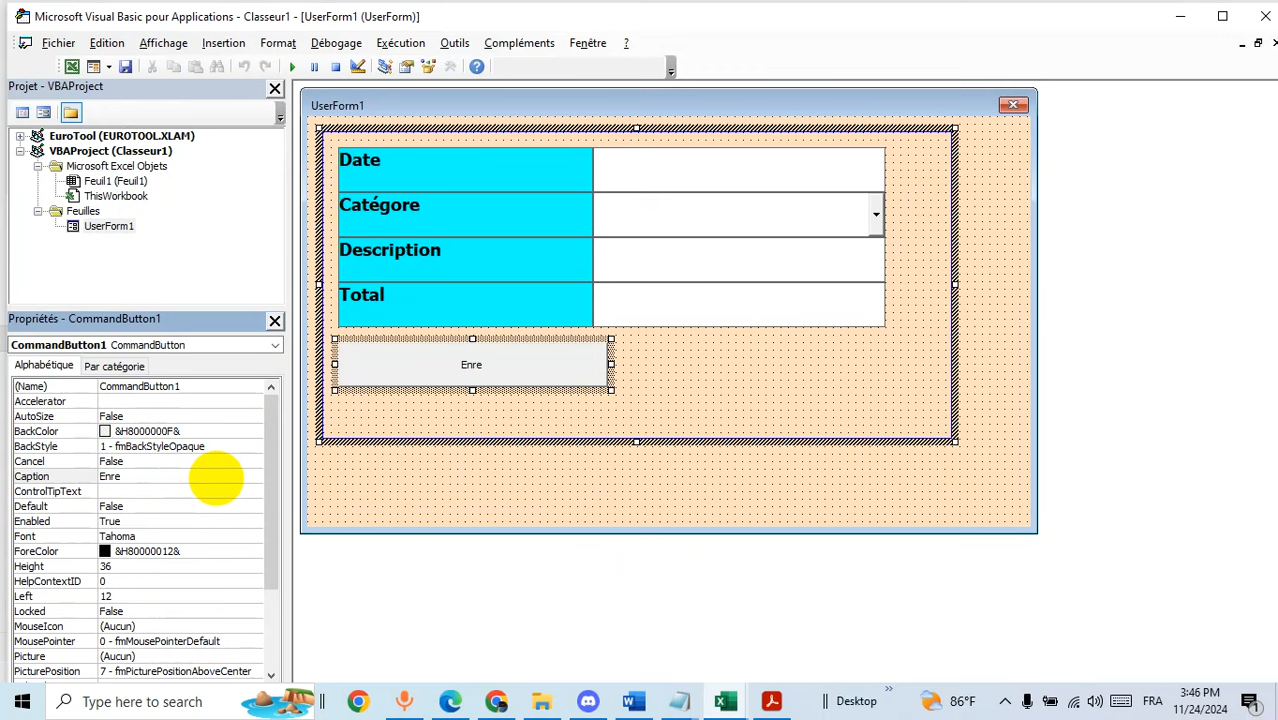 Microsoft Visual Basic pour Applications - Classeur1 - [UserForm1 (UserForm)]
Fichier Edition Affichage Insertion Format Débogage Exécution Outils Compléments Fenêtre ?
Projet - VBAProject
EuroTool (EUROTOOL.XLAM)
VBAProject (Classeur1)
Microsoft Excel Objets
Feuil1 (Feuil1)
ThisWorkbook
Feuilles
UserForm1
Propriétés - CommandButton1
CommandButton1 CommandButton
Alphabétique Par catégorie
(Name) CommandButton1
Accelerator
AutoSize False
BackColor &H8000000F&
BackStyle 1 - fmBackStyleOpaque
Cancel False
Caption Enre
ControlTipText
Default False
Enabled True
Font Tahoma
ForeColor &H80000012&
Height 36
HelpContextID 0
Left 12
Locked False
MouseIcon (Aucun)
MousePointer 0 - fmMousePointerDefault
Picture (Aucun)
PicturePosition 7 - fmPicturePositionAboveCenter
UserForm1
Date
Catégore
Description
Total
Enre
Type here to search
Desktop
86°F
FRA
3:46 PM
11/24/2024
1